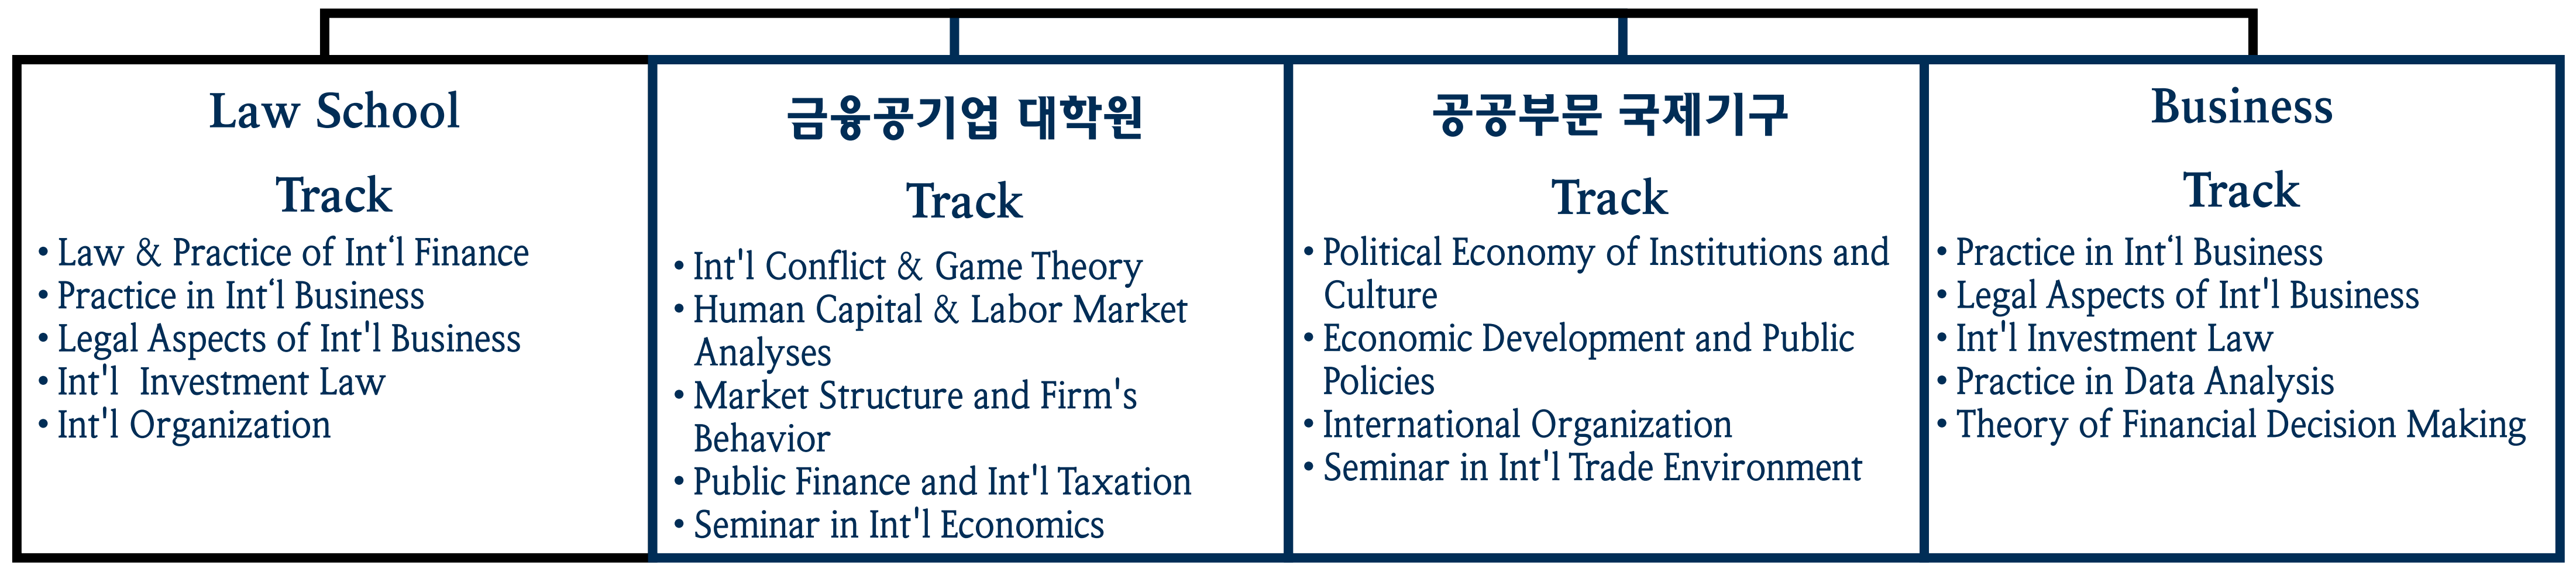 Law School
Track
• Law & Practice of Int‘l Finance
• Practice in Int‘l Business
• Legal Aspects of Int'l Business
• Int'l  Investment Law
• Int'l Organization
금융공기업 대학원
Track
• Int'l Conflict & Game Theory
• Human Capital & Labor Market
Analyses
• Market Structure and Firm's
Behavior
• Public Finance and Int'l Taxation
• Seminar in Int'l Economics
공공부문 국제기구
Track
• Political Economy of Institutions and
Culture
• Economic Development and Public
Policies
• International Organization
• Seminar in Int'l Trade Environment
Business
Track
• Practice in Int‘l Business
• Legal Aspects of Int'l Business
• Int'l Investment Law
• Practice in Data Analysis
• Theory of Financial Decision Making